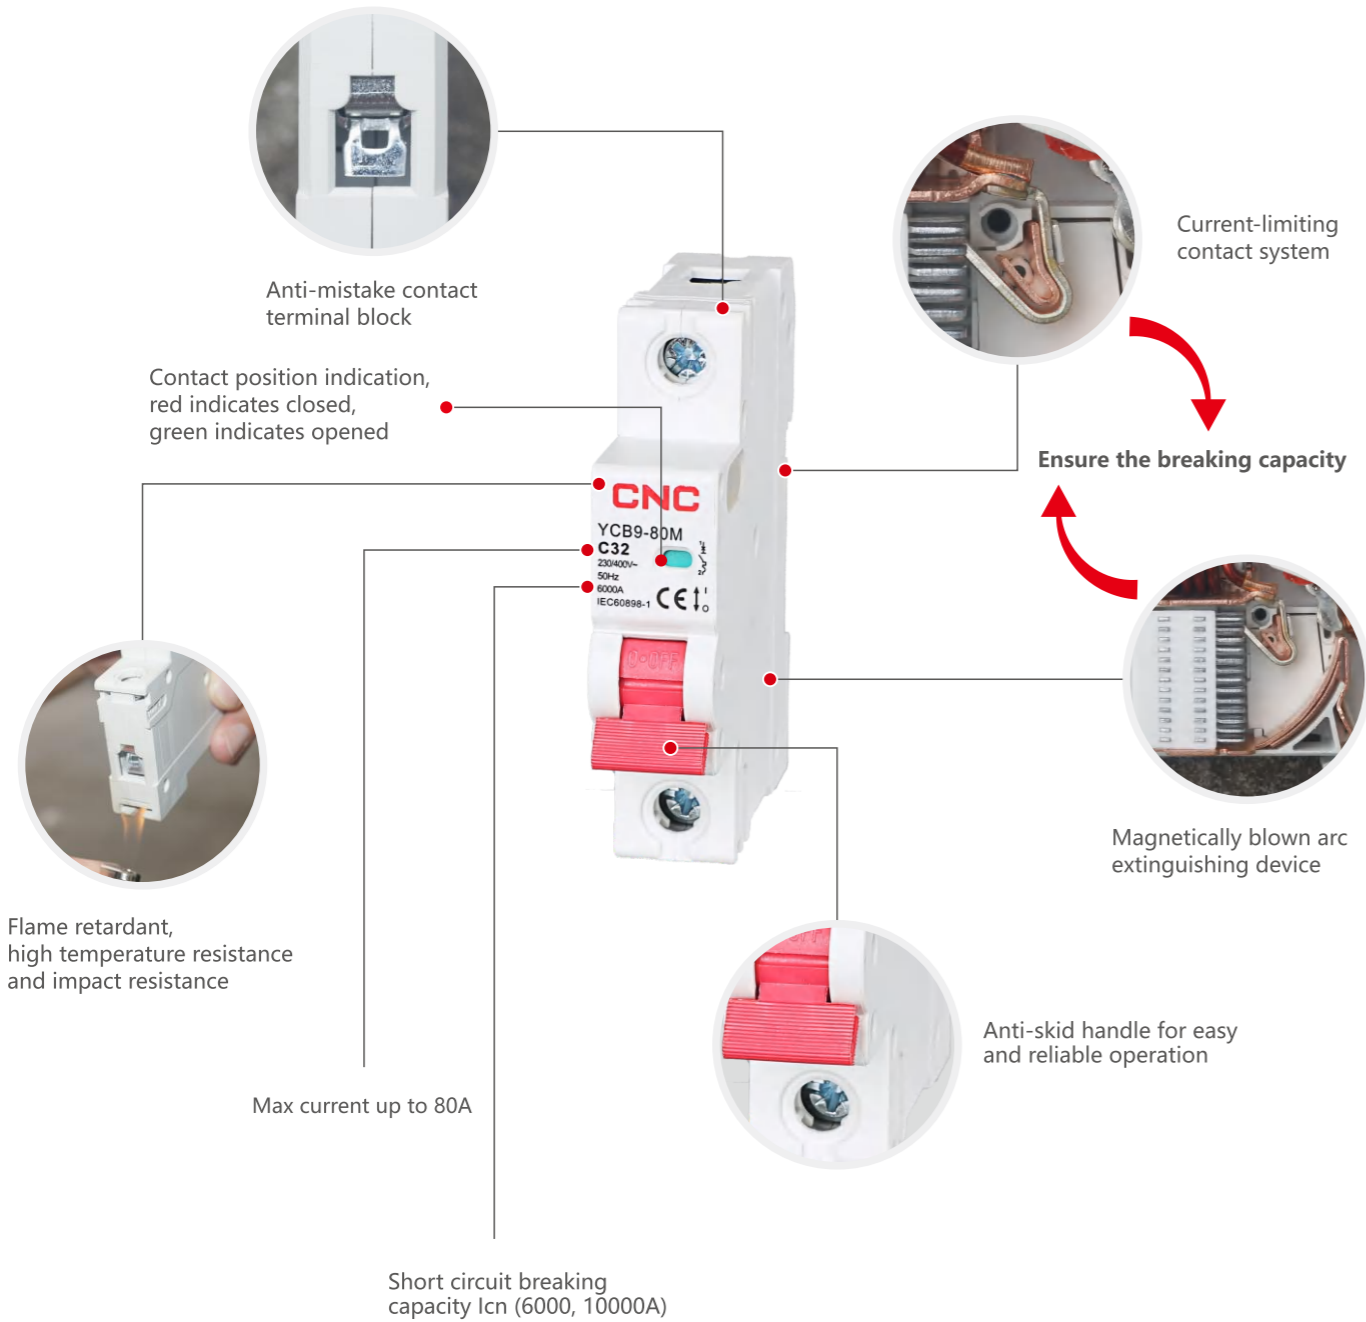 Anti-mistake contact
terminal block
Current-limiting
contact system
Contact position indication,
red indicates closed,
green indicates opened
Ensure the breaking capacity
CNC
YCB9-80M
C32
230/400V~
50Hz
6000A
IEC60898-1
CE
I
O
O•OFF
Magnetically blown arc
extinguishing device
Flame retardant,
high temperature resistance
and impact resistance
Anti-skid handle for easy
and reliable operation
Max current up to 80A
Short circuit breaking
capacity Icn (6000, 10000A)